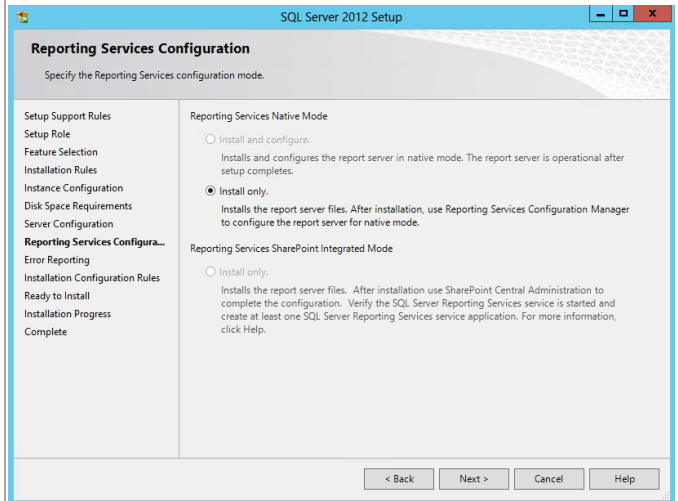 SQL Server 2012 Setup
Reporting Services Configuration
Specify the Reporting Services configuration mode.
Setup Support Rules
Setup Role
Feature Selection
Installation Rules
Instance Configuration
Disk Space Requirements
Server Configuration
Reporting Services Configura...
Error Reporting
Installation Configuration Rules
Ready to Install
Installation Progress
Complete
Reporting Services Native Mode
Install and configure.
Installs and configures the report server in native mode. The report server is operational after
setup completes.
Install only.
Installs the report server files. After installation, use Reporting Services Configuration Manager
to configure the report server for native mode.
Reporting Services SharePoint Integrated Mode
Install only.
Installs the report server files. After installation use SharePoint Central Administration to
complete the configuration. Verify the SQL Server Reporting Services service is started and
create at least one SQL Server Reporting Services service application. For more information,
click Help.
< Back
Next >
Cancel
Help